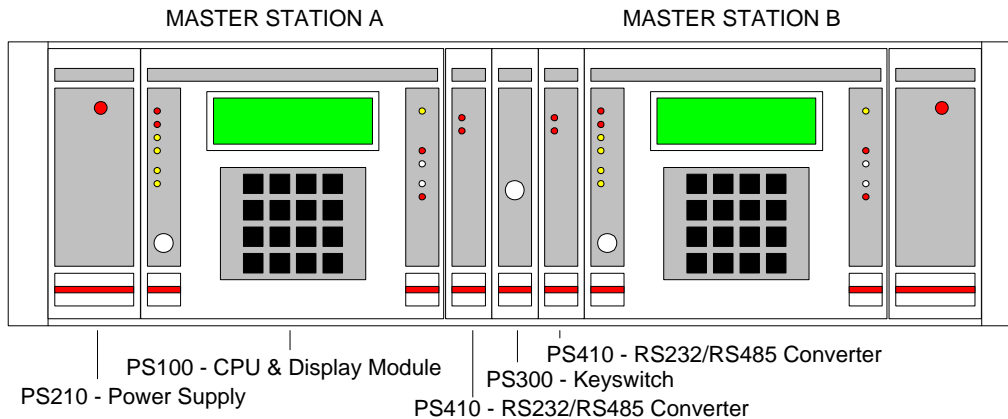 MASTER STATION A
MASTER STATION B
PS410 - RS232/RS485 Converter
PS100 - CPU & Display Module
PS300 - Keyswitch
PS210 - Power Supply
PS410 - RS232/RS485 Converter